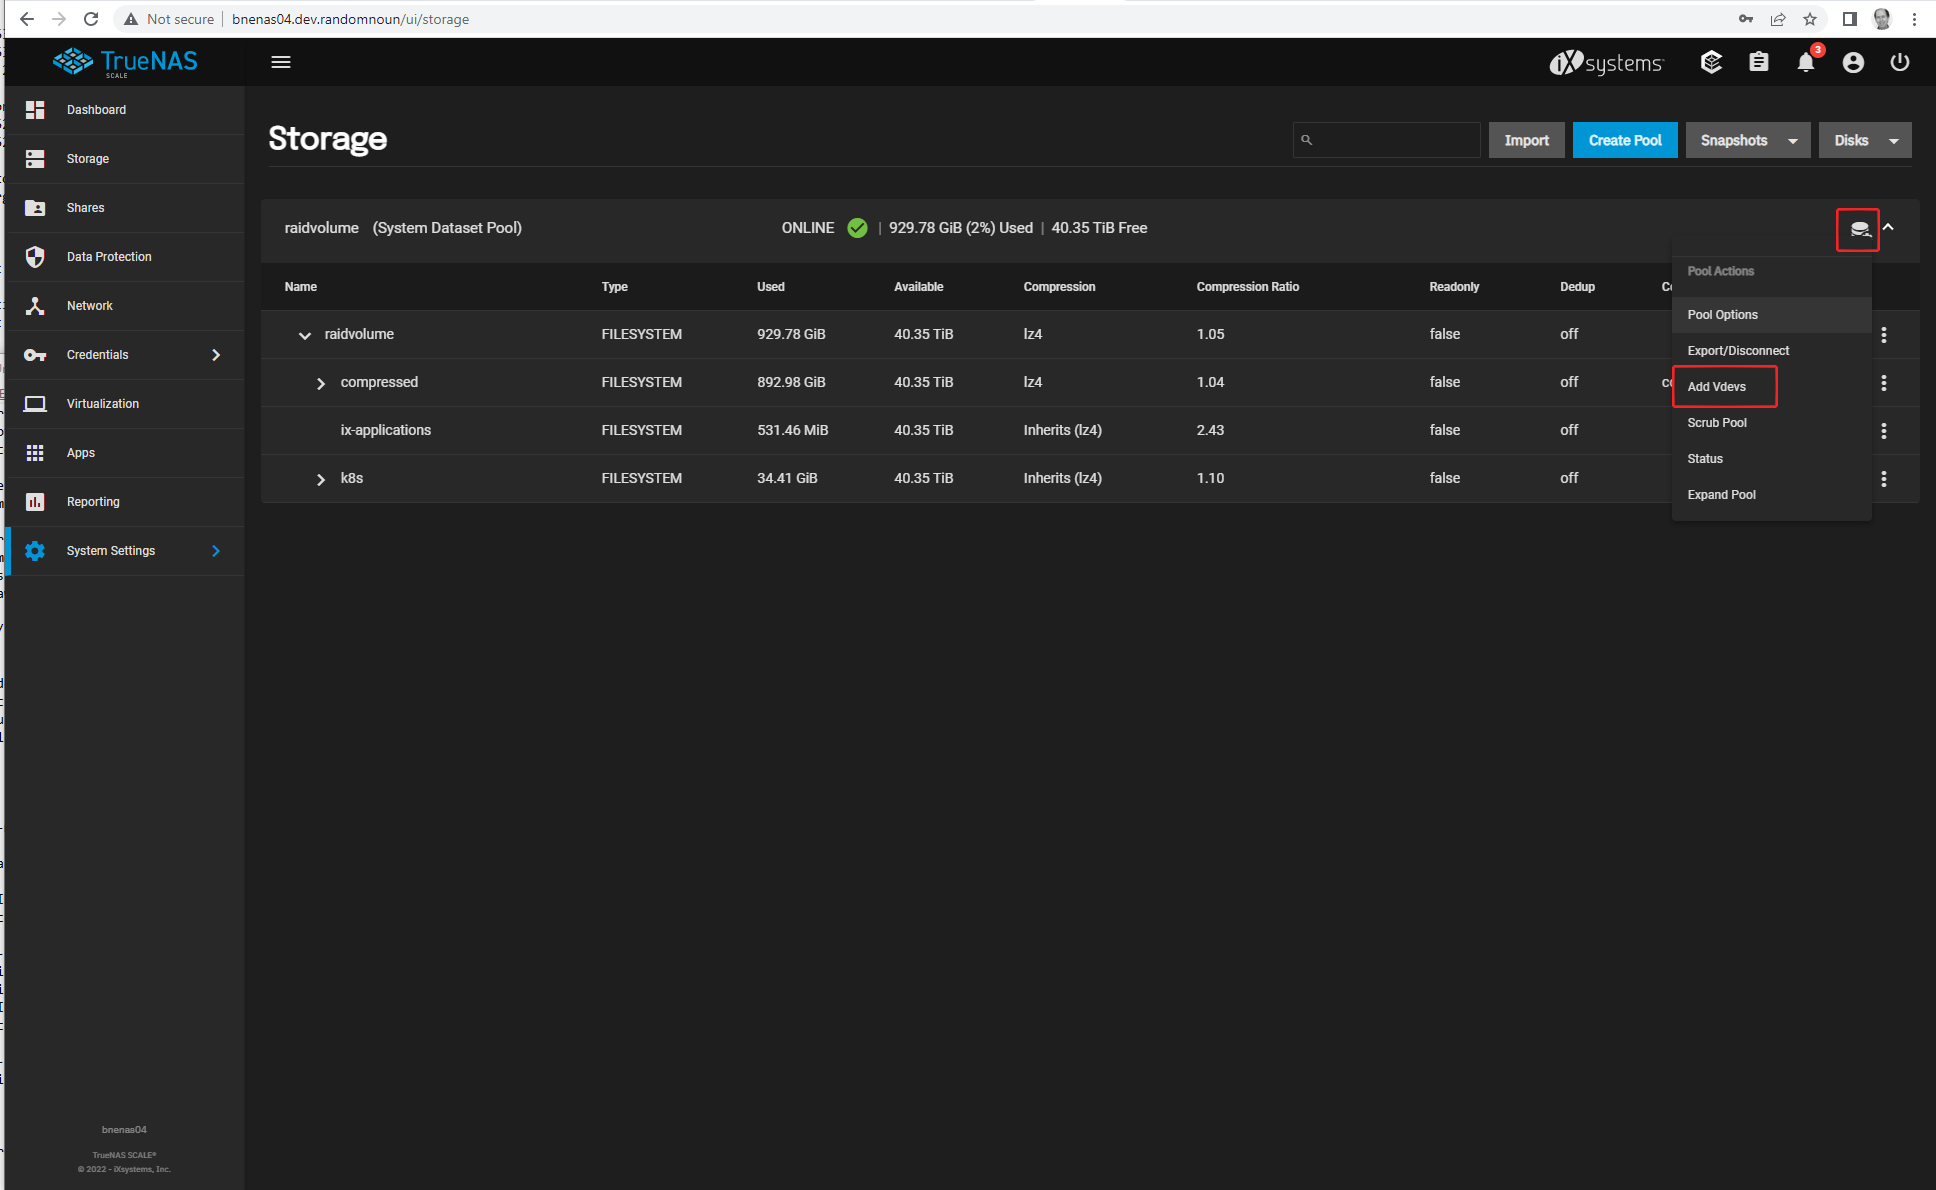 Not secure | bnenas04.dev.randomnoun/ui/storage
TrueNAS
SCALE
iXsystems
3
Dashboard
Storage
Shares
Data Protection
Network
Credentials
Virtualization
Apps
Reporting
System Settings
bnenas04
TrueNAS SCALE®
© 2022 - iXsystems, Inc.
Storage
Import
Create Pool
Snapshots
Disks
raidvolume (System Dataset Pool) ONLINE | 929.78 GiB (2%) Used | 40.35 TiB Free
Name Type Used Available Compression Compression Ratio Readonly Dedup
raidvolume FILESYSTEM 929.78 GiB 40.35 TiB lz4 1.05 false off
compressed FILESYSTEM 892.98 GiB 40.35 TiB lz4 1.04 false off
ix-applications FILESYSTEM 531.46 MiB 40.35 TiB Inherits (lz4) 2.43 false off
k8s FILESYSTEM 34.41 GiB 40.35 TiB Inherits (lz4) 1.10 false off
Pool Actions
Pool Options
Export/Disconnect
Add Vdevs
Scrub Pool
Status
Expand Pool